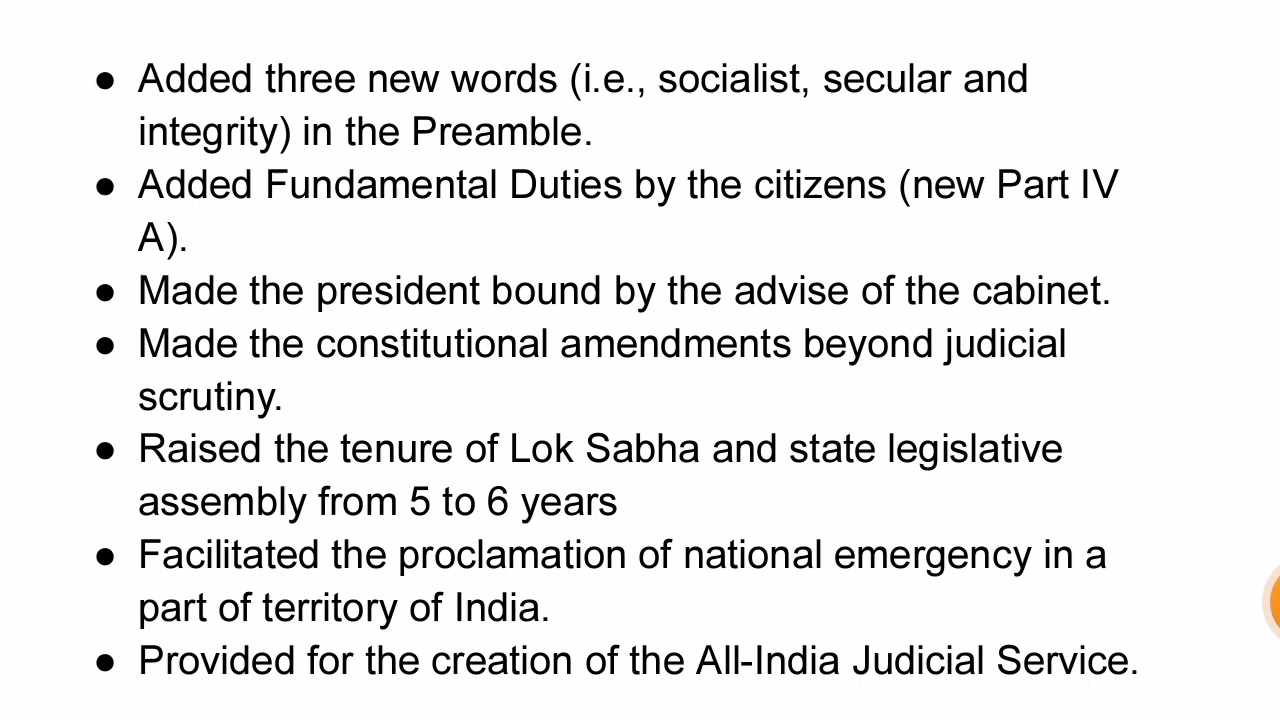 ● Added three new words (i.e., socialist, secular and
integrity) in the Preamble.
● Added Fundamental Duties by the citizens (new Part IV
A).
● Made the president bound by the advise of the cabinet.
● Made the constitutional amendments beyond judicial
scrutiny.
● Raised the tenure of Lok Sabha and state legislative
assembly from 5 to 6 years
● Facilitated the proclamation of national emergency in a
part of territory of India.
● Provided for the creation of the All-India Judicial Service.